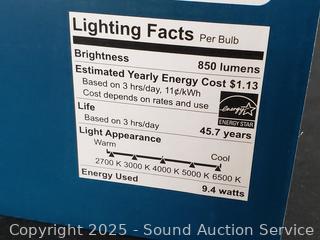 Lighting Facts Per Bulb
Brightness 850 lumens
Estimated Yearly Energy Cost $1.13
Based on 3 hrs/day, 11¢/kWh
Cost depends on rates and use
energy
ENERGY STAR
Life
Based on 3 hrs/day 45.7 years
Light Appearance
Warm Cool
2700 K 3000 K 4000 K 5000 K 6500 K
Energy Used 9.4 watts
Copyright 2025 - Sound Auction Service